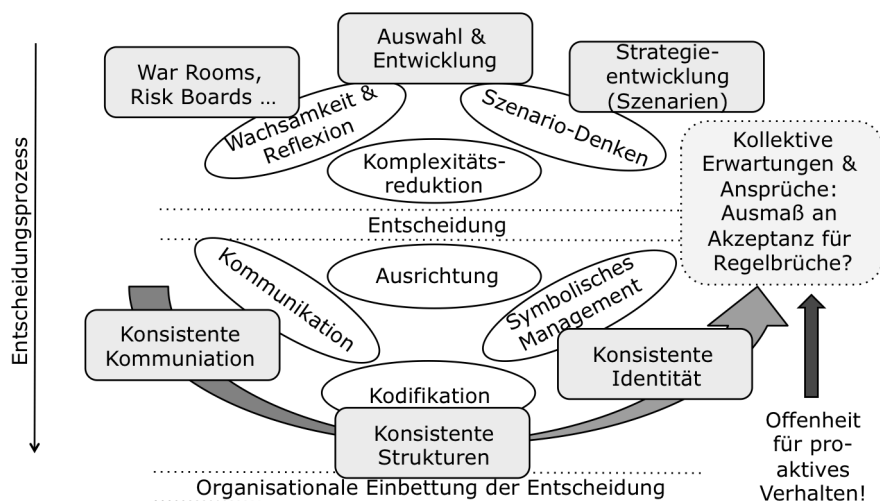 Entscheidungsprozess
War Rooms,
Risk Boards ...
Auswahl &
Entwicklung
Strategie-
entwicklung
(Szenarien)
Wachsamkeit &
Reflexion
Szenario-Denken
Komplexitäts-
reduktion
Entscheidung
Kollektive
Erwartungen &
Ansprüche:
Ausmaß an
Akzeptanz für
Regelbrüche?
Kommunikation
Ausrichtung
Symbolisches
Management
Konsistente
Kommuniation
Konsistente
Identität
Kodifikation
Konsistente
Strukturen
Offenheit
für pro-
aktives
Verhalten!
Organisationale Einbettung der Entscheidung